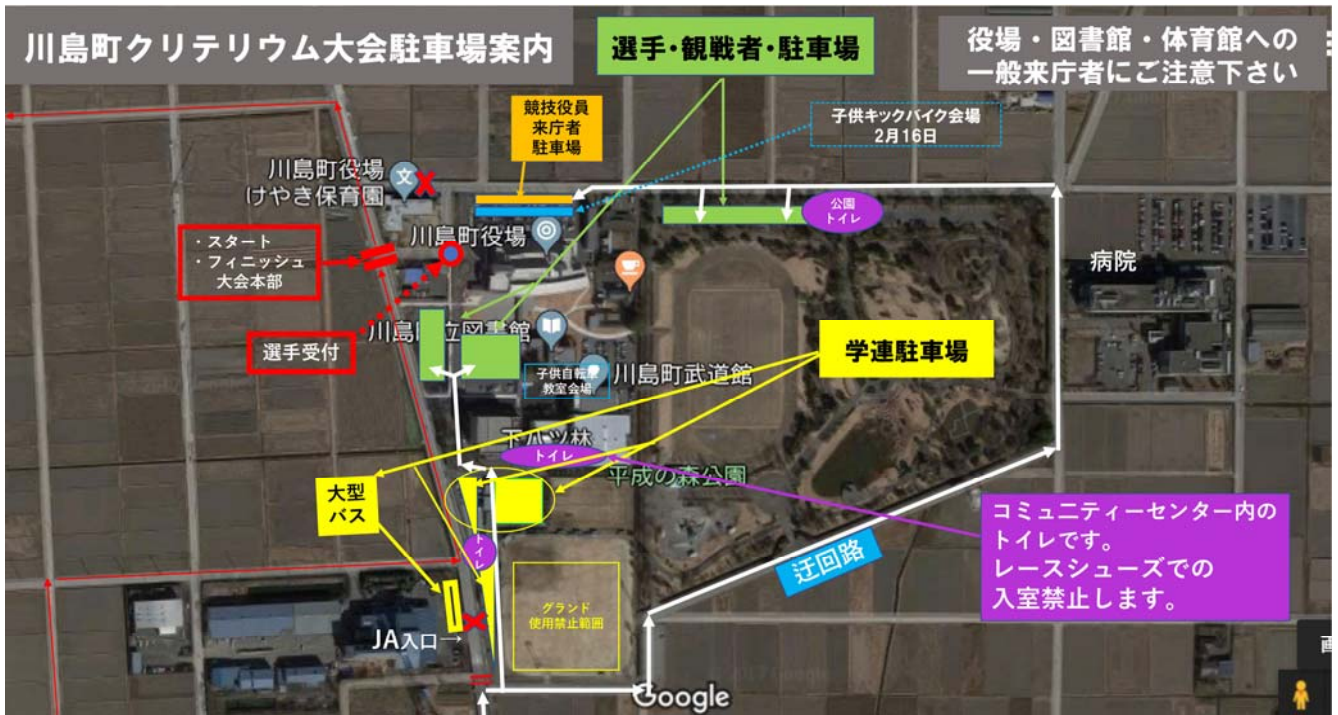 川島町クリテリウム大会駐車場案内
選手・観戦者・駐車場
役場・図書館・体育館への
一般来庁者にご注意下さい
競技役員
来庁者
駐車場
子供キックバイク会場
2月16日
川島町役場
けやき保育園
文
公園
トイレ
・スタート
・フィニッシュ
大会本部
川島町役場
病院
選手受付
川島町立図書館
学連駐車場
子供自転車
教室会場
川島町武道館
下八ツ林
トイレ
平成の森公園
大型
バス
トイレ
コミュニティーセンター内の
トイレです。
レースシューズでの
入室禁止します。
迂回路
グランド
使用禁止範囲
JA入口→
Google
画